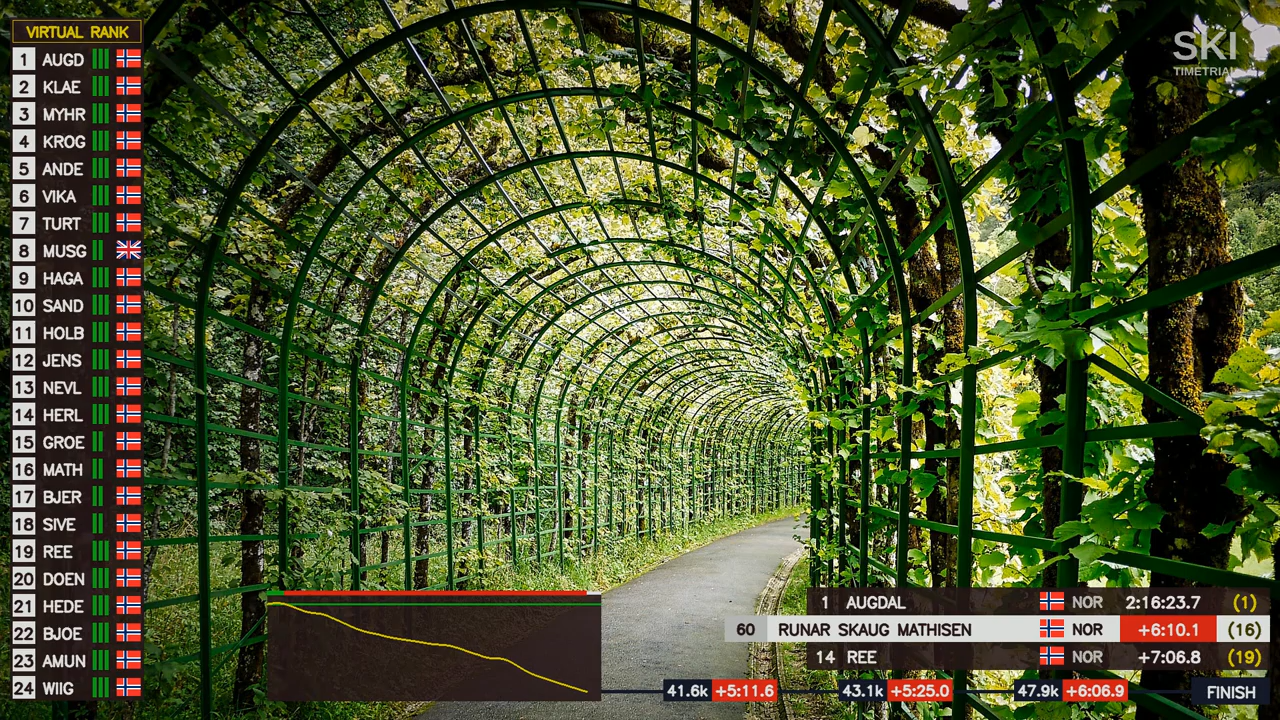 VIRTUAL RANK
1 AUGD
2 KLAE
3 MYHR
4 KROG
5 ANDE
6 VIKA
7 TURT
8 MUSG
9 HAGA
10 SAND
11 HOLB
12 JENS
13 NEVL
14 HERL
15 GROE
16 MATH
17 BJER
18 SIVE
19 REE
20 DOEN
21 HEDE
22 BJOE
23 AMUN
24 WIIG
SKI
TIMETRIAL
1 AUGDAL NOR 2:16:23.7 (1)
60 RUNAR SKAUG MATHISEN NOR +6:10.1 (16)
14 REE NOR +7:06.8 (19)
41.6k +5:11.6 43.1k +5:25.0 47.9k +6:06.9 FINISH